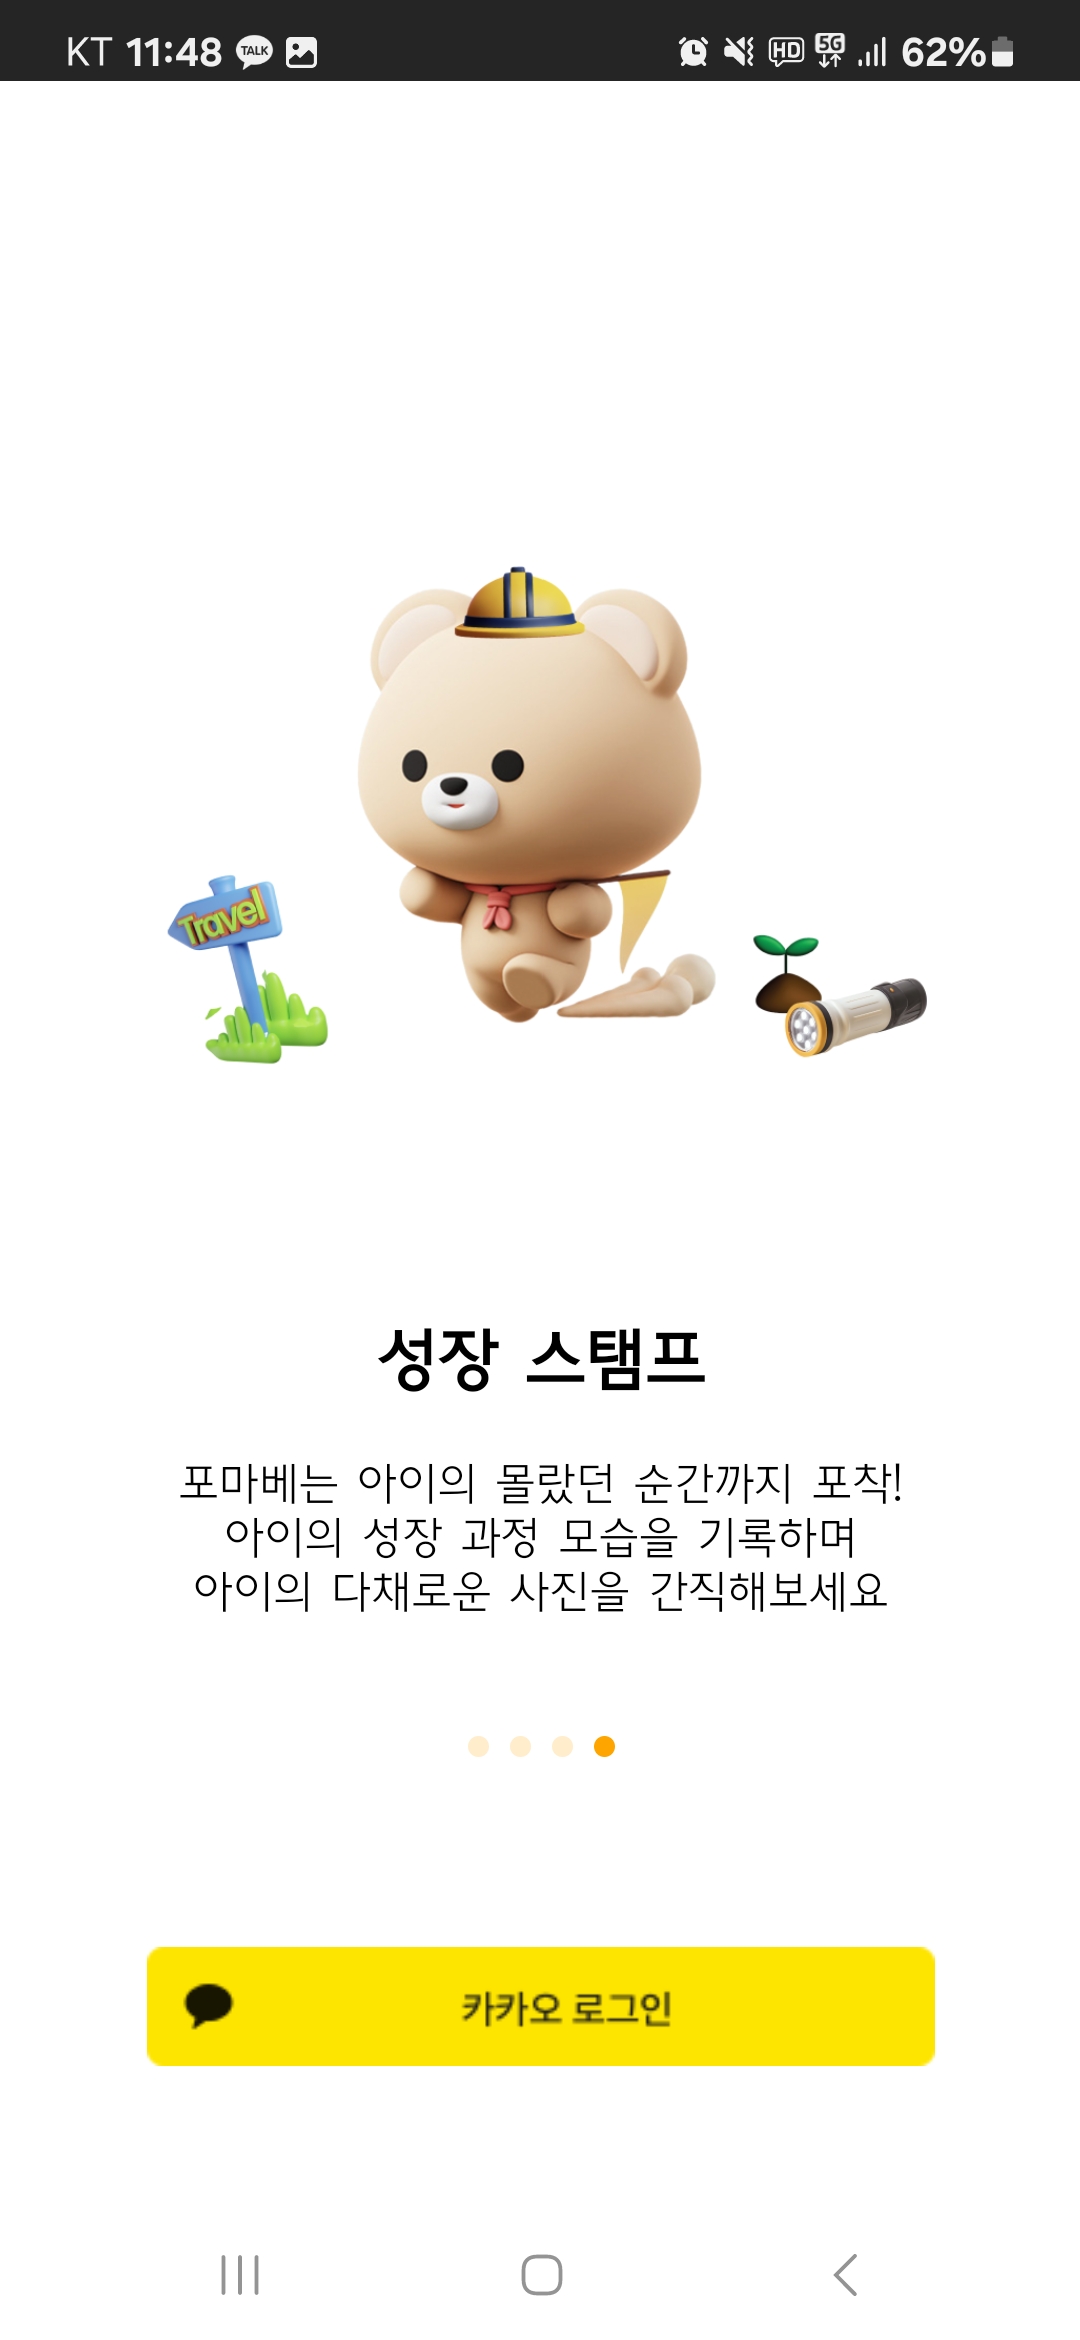 KT 11:48 TALK HD 5G 62%
Travel
성장 스탬프
포마베는 아이의 몰랐던 순간까지 포착!
아이의 성장 과정 모습을 기록하며
아이의 다채로운 사진을 간직해보세요
카카오 로그인